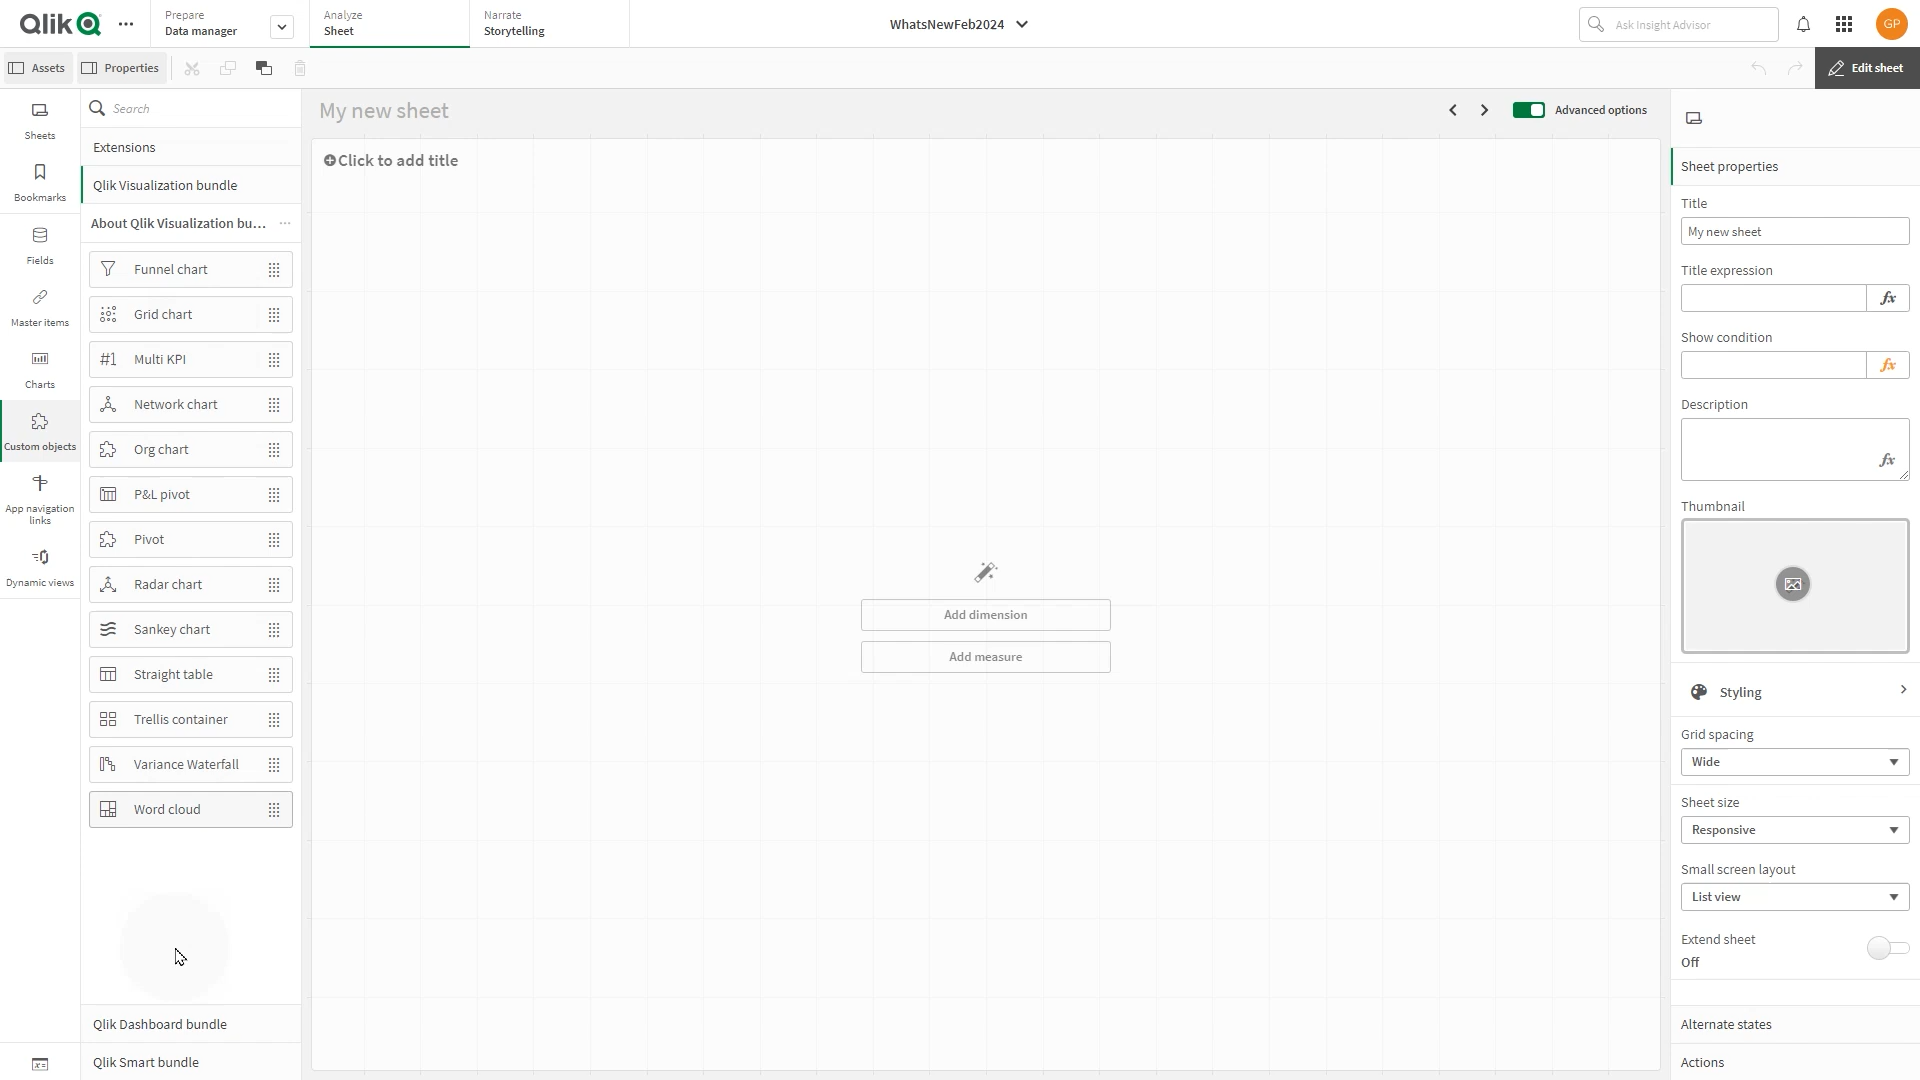 Qlik
Prepare
Data manager
Analyze
Sheet
Narrate
Storytelling
WhatsNewFeb2024
Ask Insight Advisor
GP
Assets
Properties
Edit sheet
Sheets
Bookmarks
Fields
Master items
Charts
Custom objects
App navigation
links
Dynamic views
Search
Extensions
Qlik Visualization bundle
About Qlik Visualization bu...
Funnel chart
Grid chart
#1 Multi KPI
Network chart
Org chart
P&L pivot
Pivot
Radar chart
Sankey chart
Straight table
Trellis container
Variance Waterfall
Word cloud
Qlik Dashboard bundle
Qlik Smart bundle
My new sheet
Advanced options
Click to add title
Add dimension
Add measure
Sheet properties
Title
My new sheet
Title expression
fx
Show condition
fx
Description
fx
Thumbnail
Styling
Grid spacing
Wide
Sheet size
Responsive
Small screen layout
List view
Extend sheet
Off
Alternate states
Actions